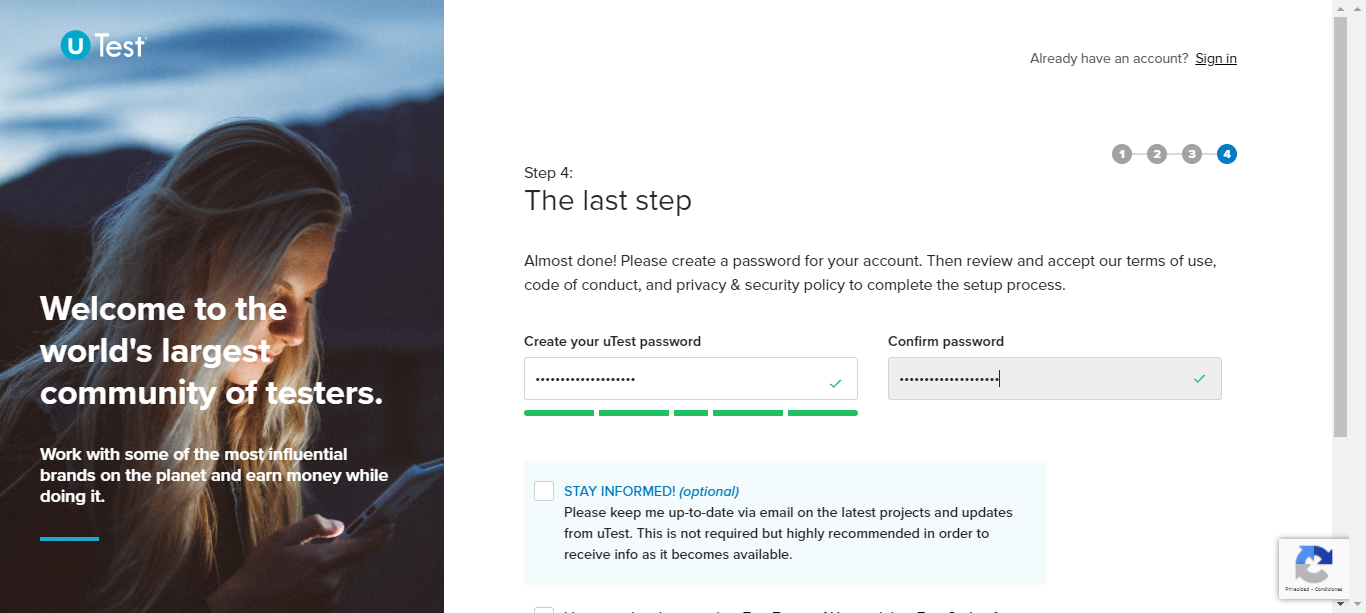 uTest
Already have an account? Sign in
1 2 3 4
Step 4:
The last step
Almost done! Please create a password for your account. Then review and accept our terms of use,
code of conduct, and privacy & security policy to complete the setup process.
Create your uTest password
Confirm password
••••••••••••••••••••
••••••••••••••••••••
STAY INFORMED! (optional)
Please keep me up-to-date via email on the latest projects and updates
from uTest. This is not required but highly recommended in order to
receive info as it becomes available.
Welcome to the
world's largest
community of testers.
Work with some of the most influential
brands on the planet and earn money while
doing it.
Privacidad - Condiciones